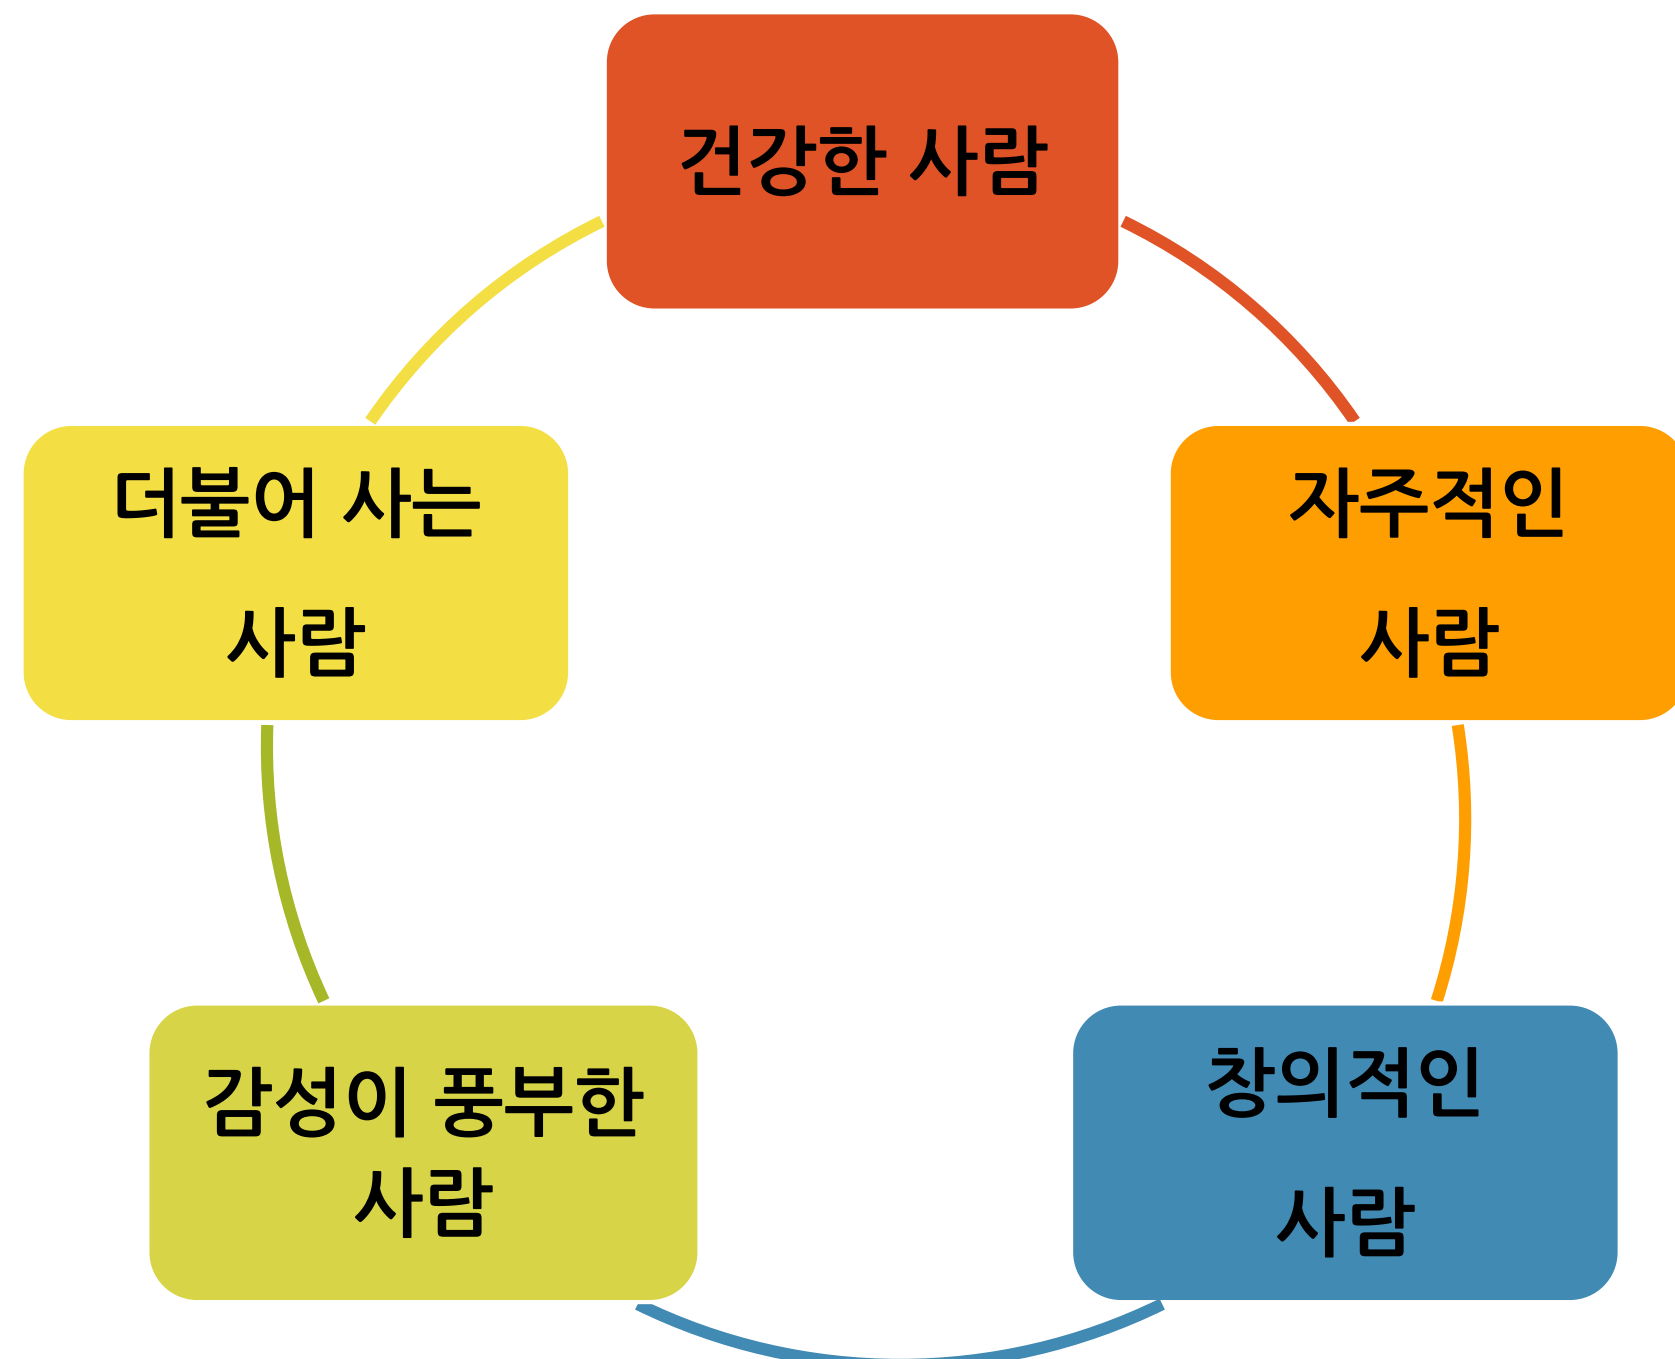 건강한 사람
더불어 사는
사람
자주적인
사람
감성이 풍부한
사람
창의적인
사람